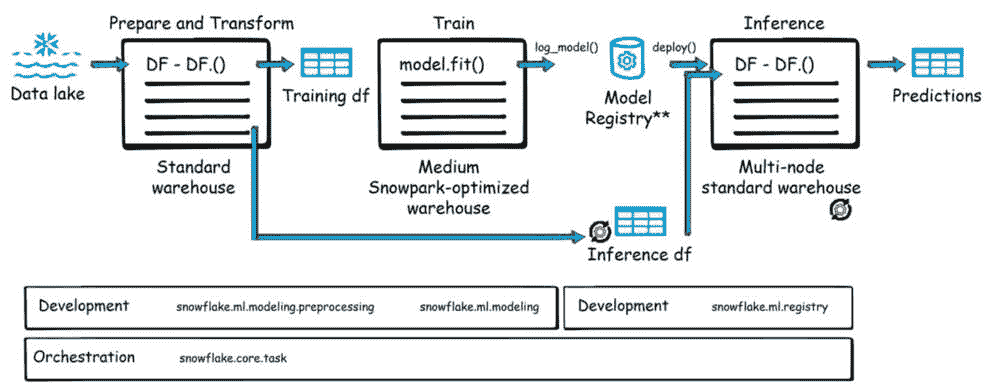 Prepare and Transform
Train
Inference
DF - DF.()
model.fit()
log_model()
deploy()
DF - DF.()
Data lake
Training df
Model
Registry**
Predictions
Standard
warehouse
Medium
Snowpark-optimized
warehouse
Multi-node
standard warehouse
Inference df
Development
snowflake.ml.modeling.preprocessing
snowflake.ml.modeling
Development
snowflake.ml.registry
Orchestration
snowflake.core.task